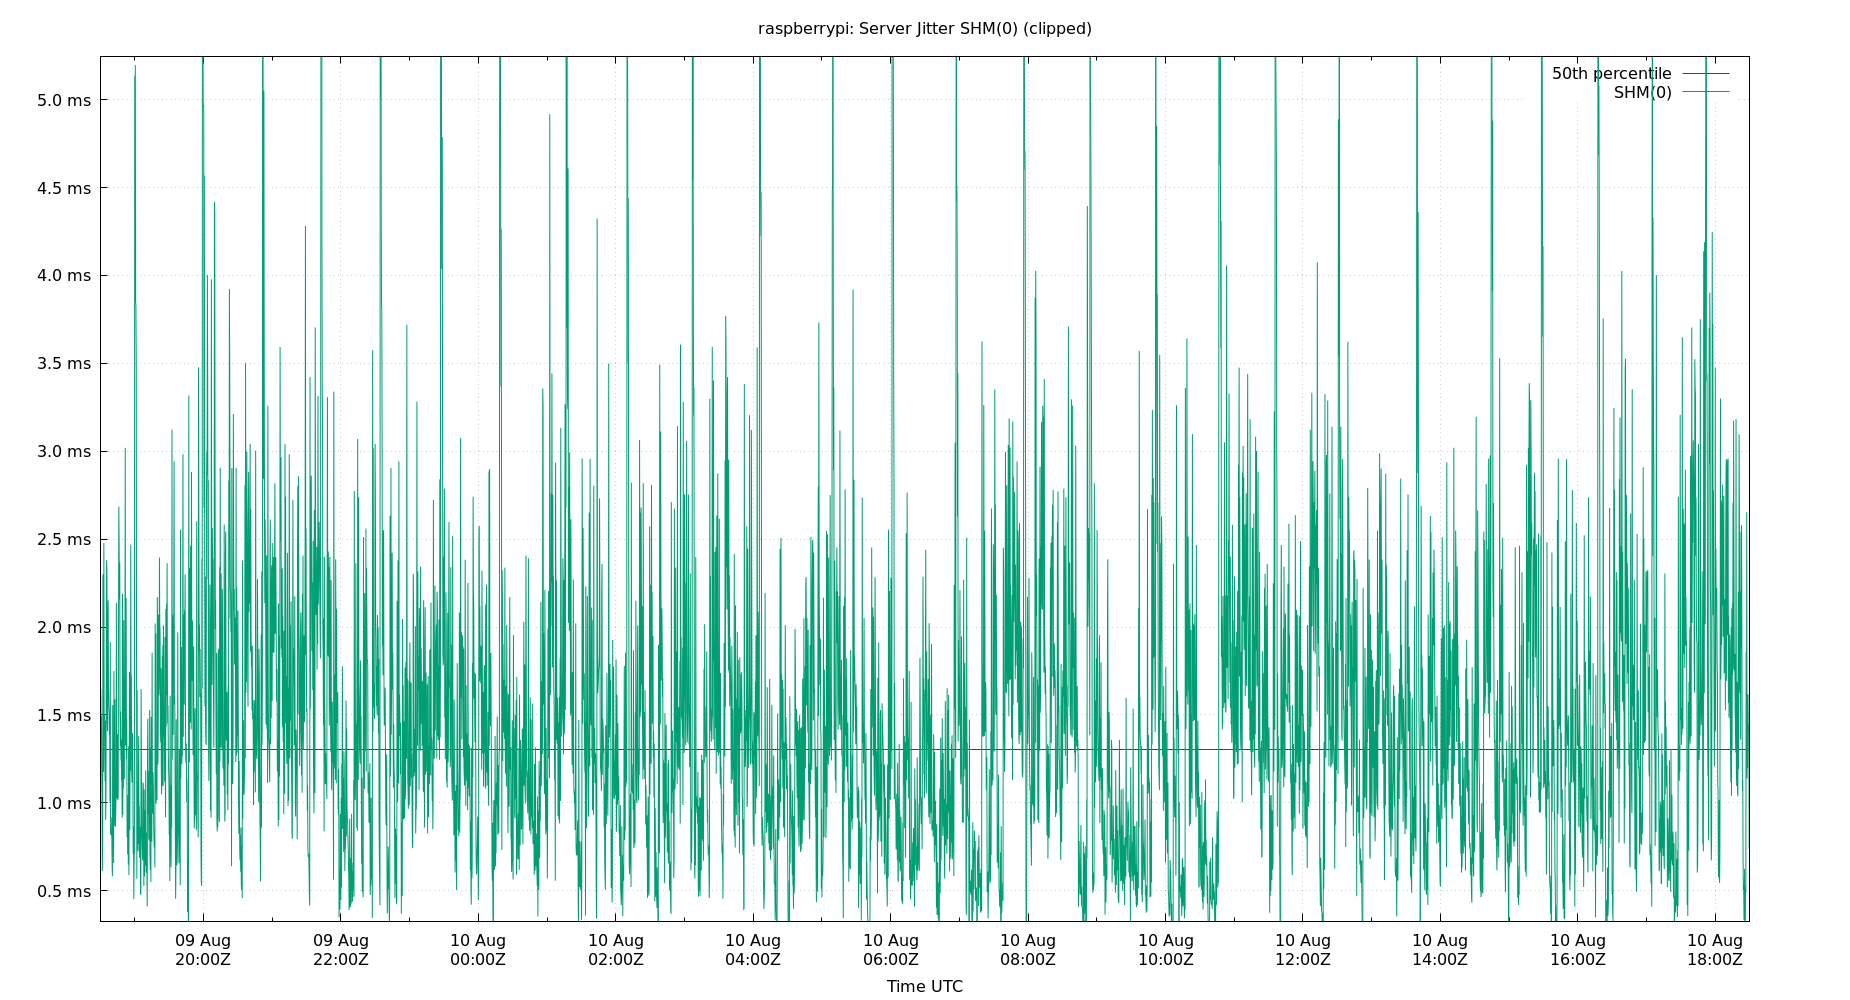 raspberrypi: Server Jitter SHM(0) (clipped)
50th percentile
SHM(0)
5.0 ms
4.5 ms
4.0 ms
3.5 ms
3.0 ms
2.5 ms
2.0 ms
1.5 ms
1.0 ms
0.5 ms
09 Aug 09 Aug 10 Aug 10 Aug 10 Aug 10 Aug 10 Aug 10 Aug 10 Aug 10 Aug 10 Aug 10 Aug
20:00Z 22:00Z 00:00Z 02:00Z 04:00Z 06:00Z 08:00Z 10:00Z 12:00Z 14:00Z 16:00Z 18:00Z
Time UTC